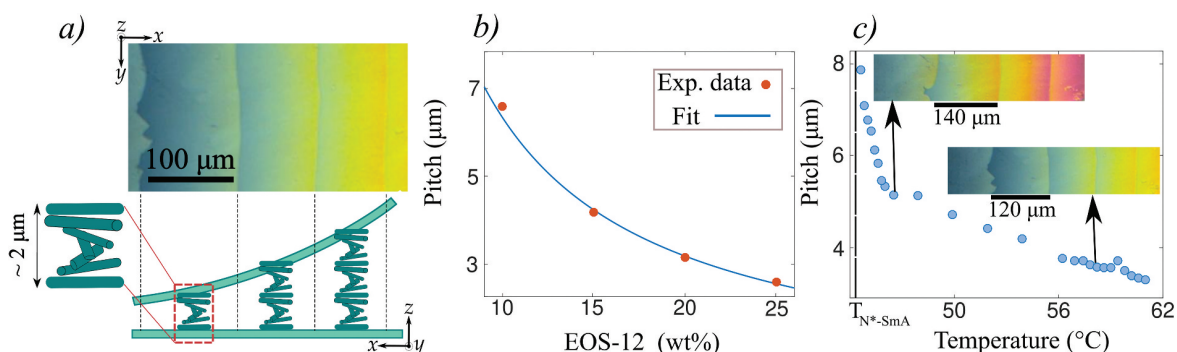 a)
z
x
y
100 μm
~ 2 μm
z
x
y
b)
7
5
3
Pitch (μm)
Exp. data
Fit
10
15
20
25
EOS-12 (wt%)
c)
8
6
4
Pitch (μm)
140 μm
120 μm
T_N*-SmA
50
56
62
Temperature (°C)